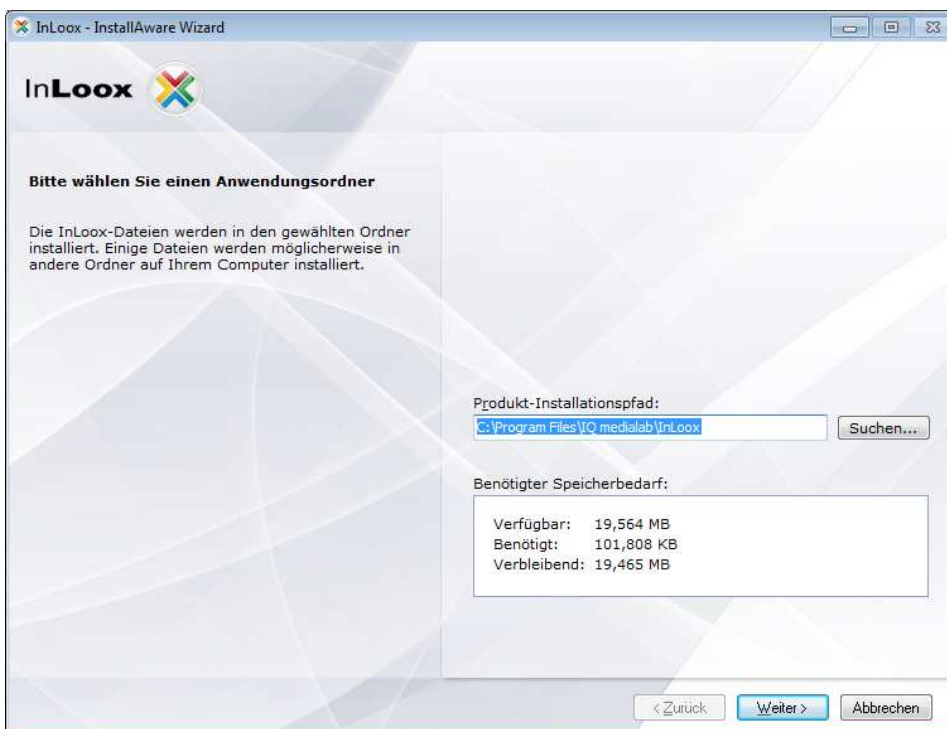 InLoox - InstallAware Wizard
InLoox
Bitte wählen Sie einen Anwendungsordner
Die InLoox-Dateien werden in den gewählten Ordner
installiert. Einige Dateien werden möglicherweise in
andere Ordner auf Ihrem Computer installiert.
Produkt-Installationspfad:
C:\Program Files\IQ medialab\InLoox
Suchen...
Benötigter Speicherbedarf:
Verfügbar: 19,564 MB
Benötigt: 101,808 KB
Verbleibend: 19,465 MB
< Zurück Weiter > Abbrechen